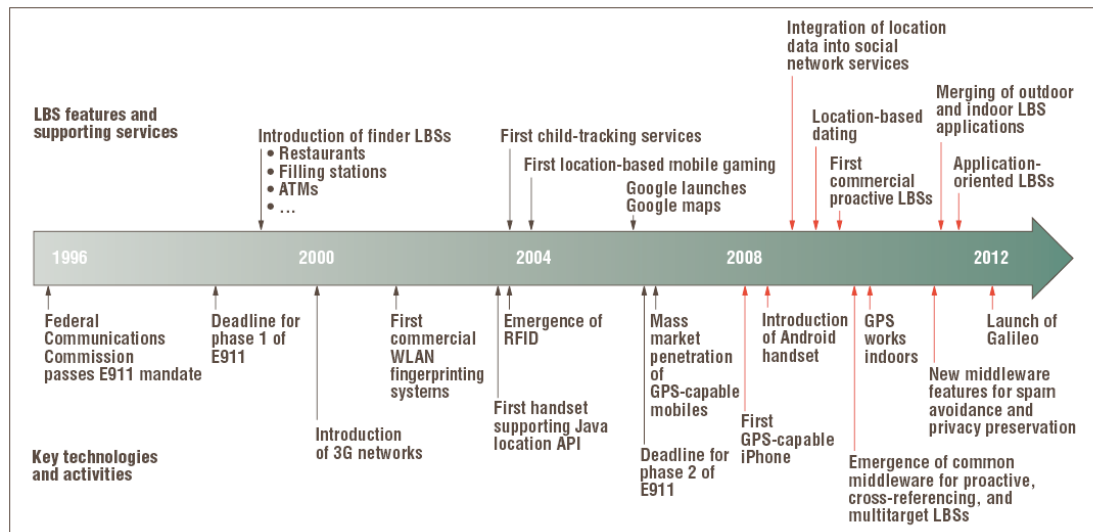 LBS features and
supporting services
Introduction of finder LBSs
• Restaurants
• Filling stations
• ATMs
• ...
First child-tracking services
First location-based mobile gaming
Google launches
Google maps
Integration of location
data into social
network services
Location-based
dating
First
commercial
proactive LBSs
Merging of outdoor
and indoor LBS
applications
Application-
oriented LBSs
1996
2000
2004
2008
2012
Federal
Communications
Commission
passes E911 mandate
Deadline for
phase 1 of
E911
Introduction
of 3G networks
First
commercial
WLAN
fingerprinting
systems
First handset
supporting Java
location API
Emergence of
RFID
Deadline for
phase 2 of
E911
Mass
market
penetration
of
GPS-capable
mobiles
First
GPS-capable
iPhone
Introduction
of Android
handset
Emergence of common
middleware for proactive,
cross-referencing, and
multitarget LBSs
GPS
works
indoors
New middleware
features for spam
avoidance and
privacy preservation
Launch of
Galileo
Key technologies
and activities